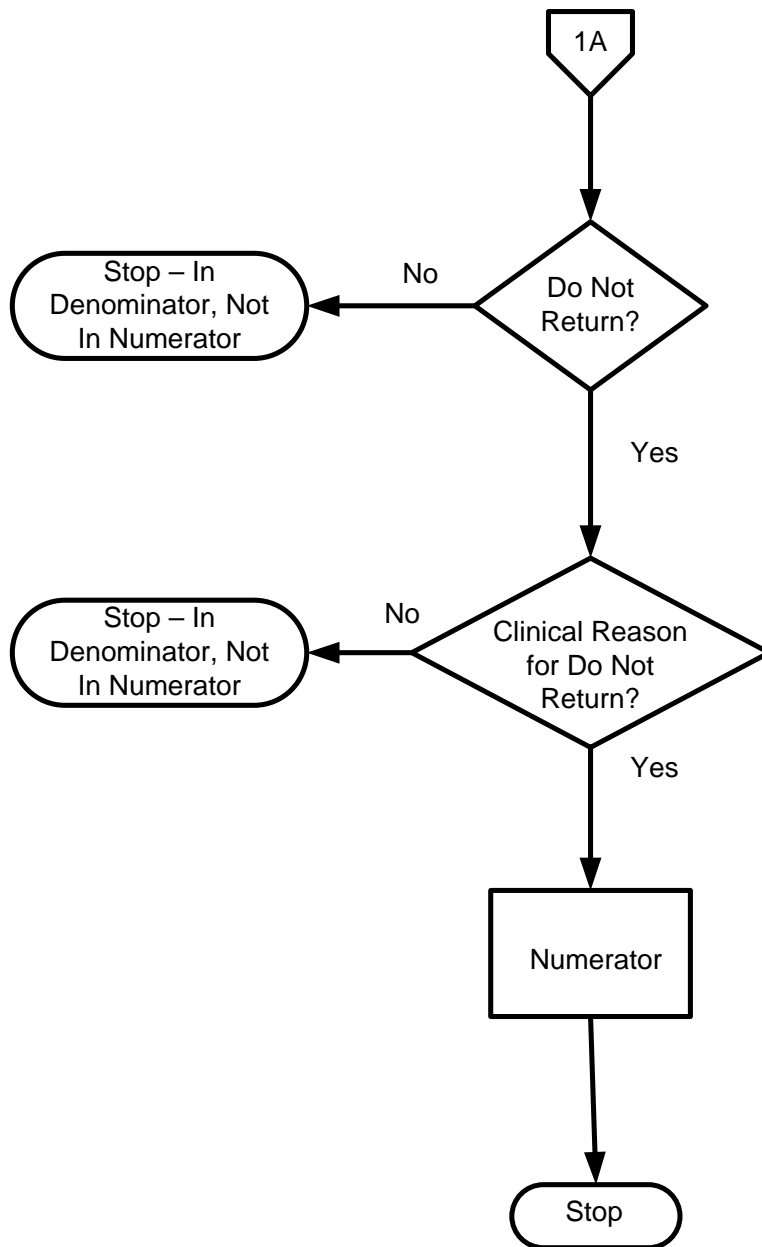 1A
Do Not
Return?
No
Stop – In
Denominator, Not
In Numerator
Yes
Clinical Reason
for Do Not
Return?
No
Stop – In
Denominator, Not
In Numerator
Yes
Numerator
Stop